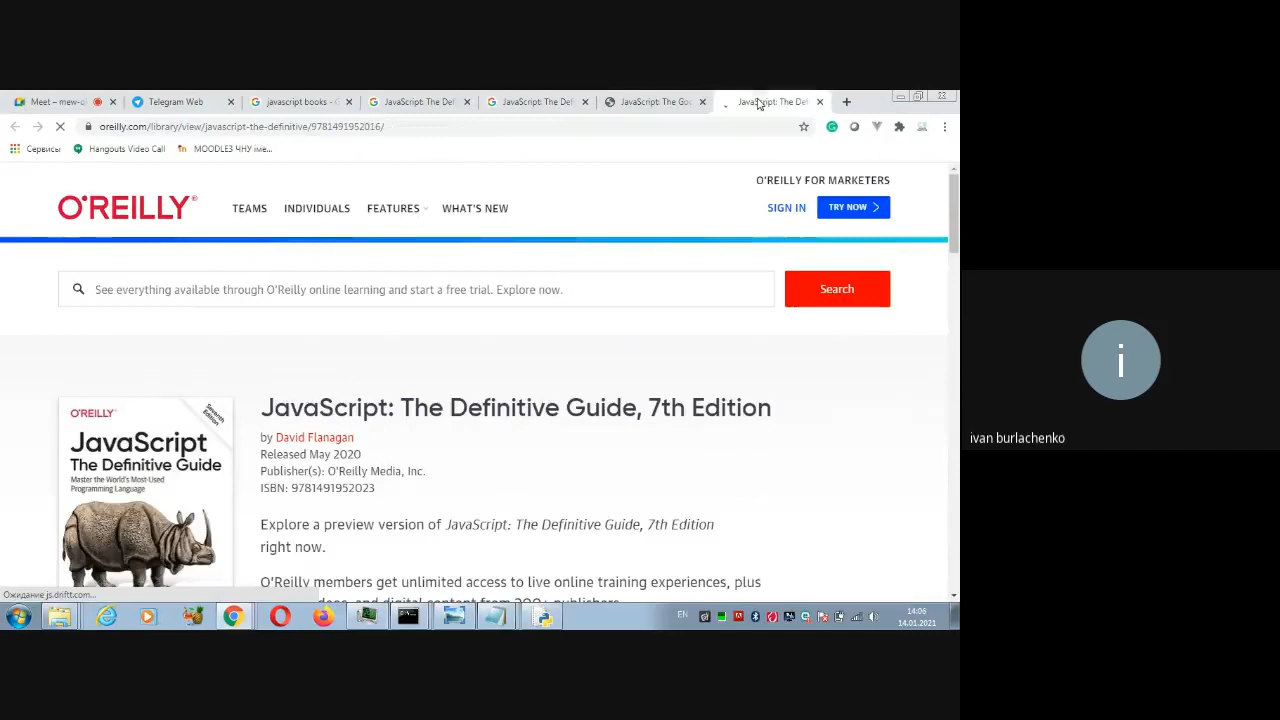 Meet – mew-
Telegram Web
javascript books -
JavaScript: The Def
JavaScript: The Def
JavaScript: The Go
JavaScript: The Def
oreilly.com/library/view/javascript-the-definitive/9781491952016/
Сервисы
Hangouts Video Call
MOODLE3 ЧНУ іме...
O'REILLY FOR MARKETERS
O'REILLY®
TEAMS
INDIVIDUALS
FEATURES
WHAT'S NEW
SIGN IN
TRY NOW
See everything available through O'Reilly online learning and start a free trial. Explore now.
Search
O'REILLY
Seventh Edition
JavaScript
The Definitive Guide
Master the World's Most-Used
Programming Language
JavaScript: The Definitive Guide, 7th Edition
by David Flanagan
Released May 2020
Publisher(s): O'Reilly Media, Inc.
ISBN: 9781491952023
Explore a preview version of JavaScript: The Definitive Guide, 7th Edition
right now.
O'Reilly members get unlimited access to live online training experiences, plus
digital content from 200+ publishers.
Ожидание js.driftt.com...
EN
14:06
14.01.2021
i
ivan burlachenko